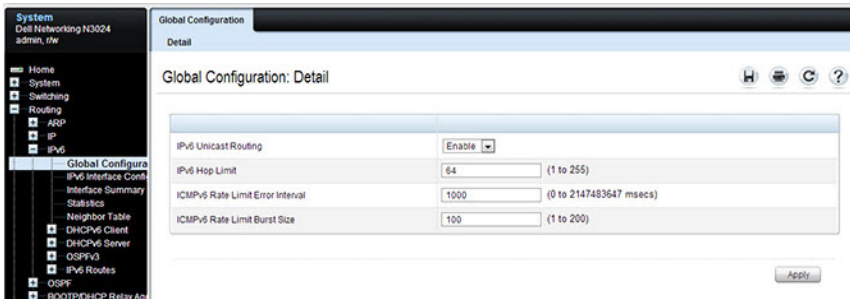 System
Dell Networking N3024
admin, r/w
Home
System
Switching
Routing
ARP
IP
IPv6
Global Configura
IPv6 Interface Confi
Interface Summary
Statistics
Neighbor Table
DHCPv6 Client
DHCPv6 Server
OSPFv3
IPv6 Routes
OSPF
BOOTP/DHCP Relay Age
Global Configuration
Detail
Global Configuration: Detail
IPv6 Unicast Routing Enable
IPv6 Hop Limit 64 (1 to 255)
ICMPv6 Rate Limit Error Interval 1000 (0 to 2147483647 msecs)
ICMPv6 Rate Limit Burst Size 100 (1 to 200)
Apply